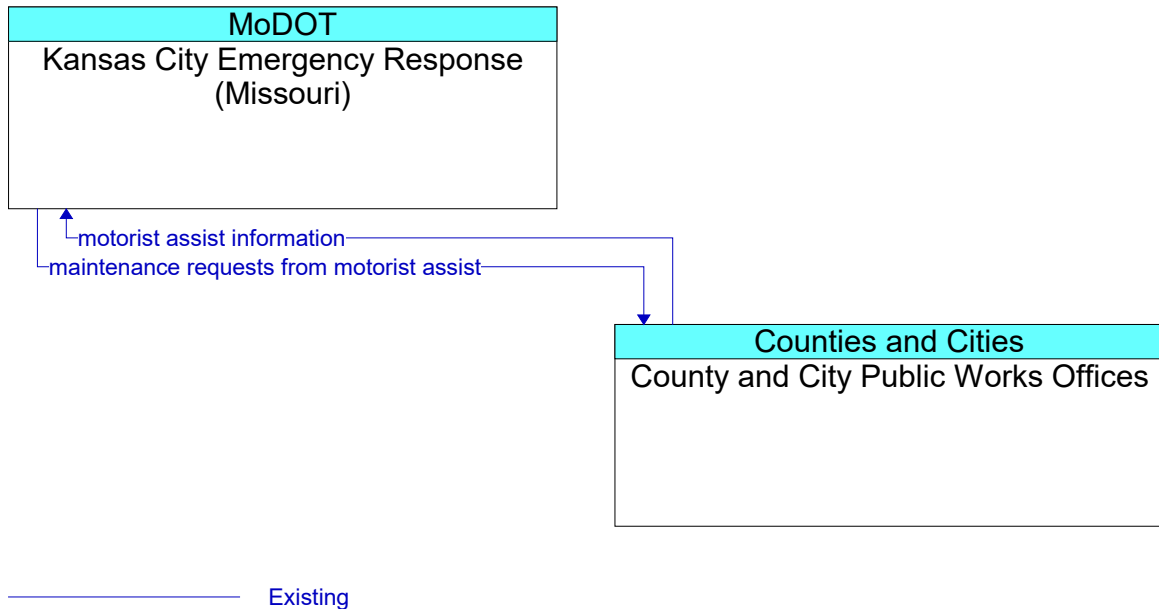 MoDOT
Kansas City Emergency Response
(Missouri)
motorist assist information
maintenance requests from motorist assist
Counties and Cities
County and City Public Works Offices
Existing